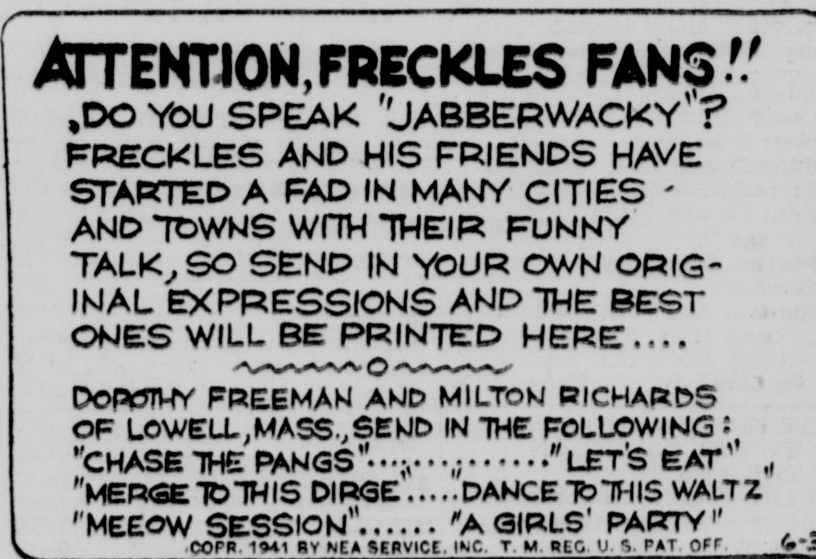 ATTENTION, FRECKLES FANS!!
DO YOU SPEAK "JABBERWACKY"?
FRECKLES AND HIS FRIENDS HAVE
STARTED A FAD IN MANY CITIES -
AND TOWNS WITH THEIR FUNNY
TALK, SO SEND IN YOUR OWN ORIG-
INAL EXPRESSIONS AND THE BEST
ONES WILL BE PRINTED HERE....
DOROTHY FREEMAN AND MILTON RICHARDS
OF LOWELL, MASS., SEND IN THE FOLLOWING:
"CHASE THE PANGS"............"LET'S EAT"
"MERGE TO THIS DIRGE"....."DANCE TO THIS WALTZ"
"MEEOW SESSION"....... "A GIRLS' PARTY"
COPR. 1941 BY NEA SERVICE, INC. T. M. REG. U. S. PAT. OFF. 6-3